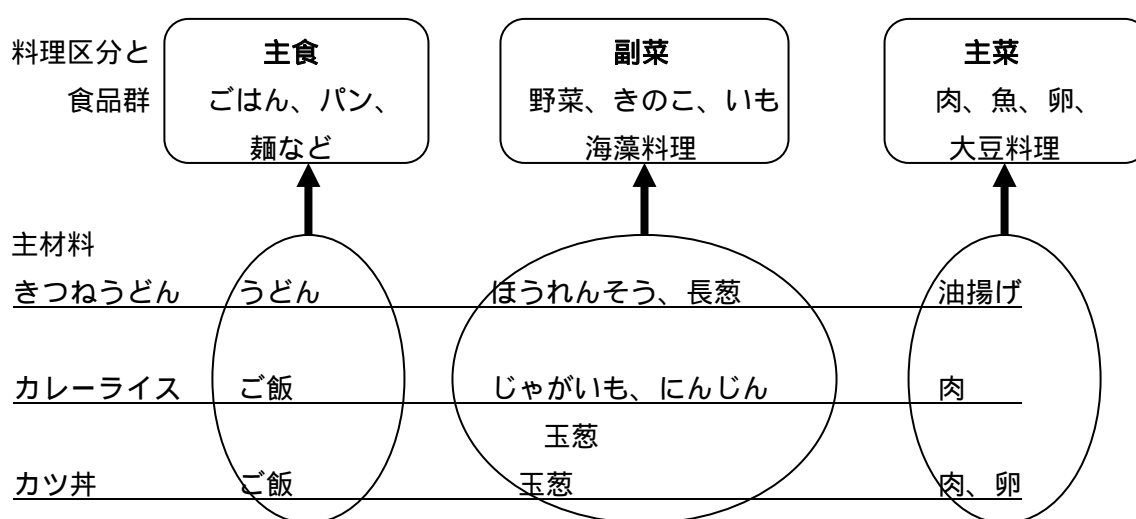 料理区分と 主食 副菜 主菜
食品群 ごはん、パン、 野菜、きのこ、いも 肉、魚、卵、
麺など 海藻料理 大豆料理
主材料
きつねうどん うどん ほうれんそう、長葱 油揚げ
カレーライス ご飯 じゃがいも、にんじん 肉
玉葱
カツ丼 ご飯 玉葱 肉、卵